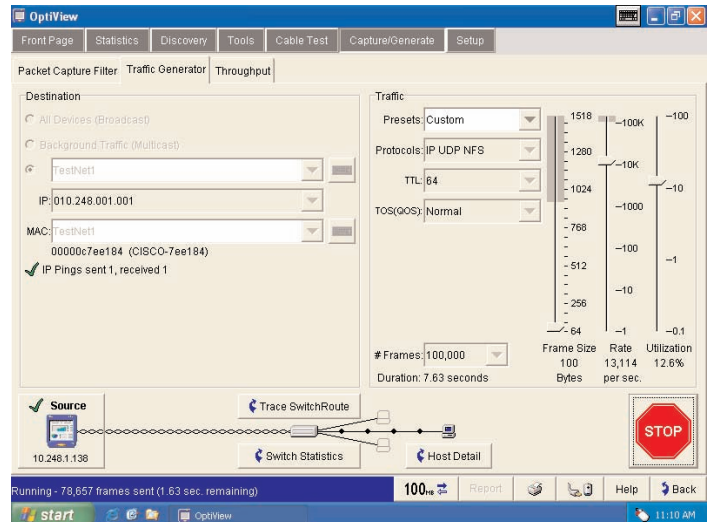 OptiView
Front Page Statistics Discovery Tools Cable Test Capture/Generate Setup
Packet Capture Filter Traffic Generator Throughput
Destination
All Devices (Broadcast)
Background Traffic (Multicast)
TestNet1
IP: 010.248.001.001
MAC: TestNet1
00000c7ee184 (CISCO-7ee184)
IP Pings sent 1, received 1
Traffic
Presets: Custom
Protocols: IP UDP NFS
TTL: 64
TOS(QOS): Normal
# Frames: 100,000
Duration: 7.63 seconds
1518
1280
1024
768
512
256
64
Frame Size
100
Bytes
100K
10K
1000
100
10
1
Rate
13,114
per sec.
100
10
1
0.1
Utilization
12.6%
Source
10.248.1.138
Trace SwitchRoute
Switch Statistics
Host Detail
STOP
Running - 78,657 frames sent (1.63 sec. remaining)
100 HB Report Help Back
start OptiView 11:10 AM